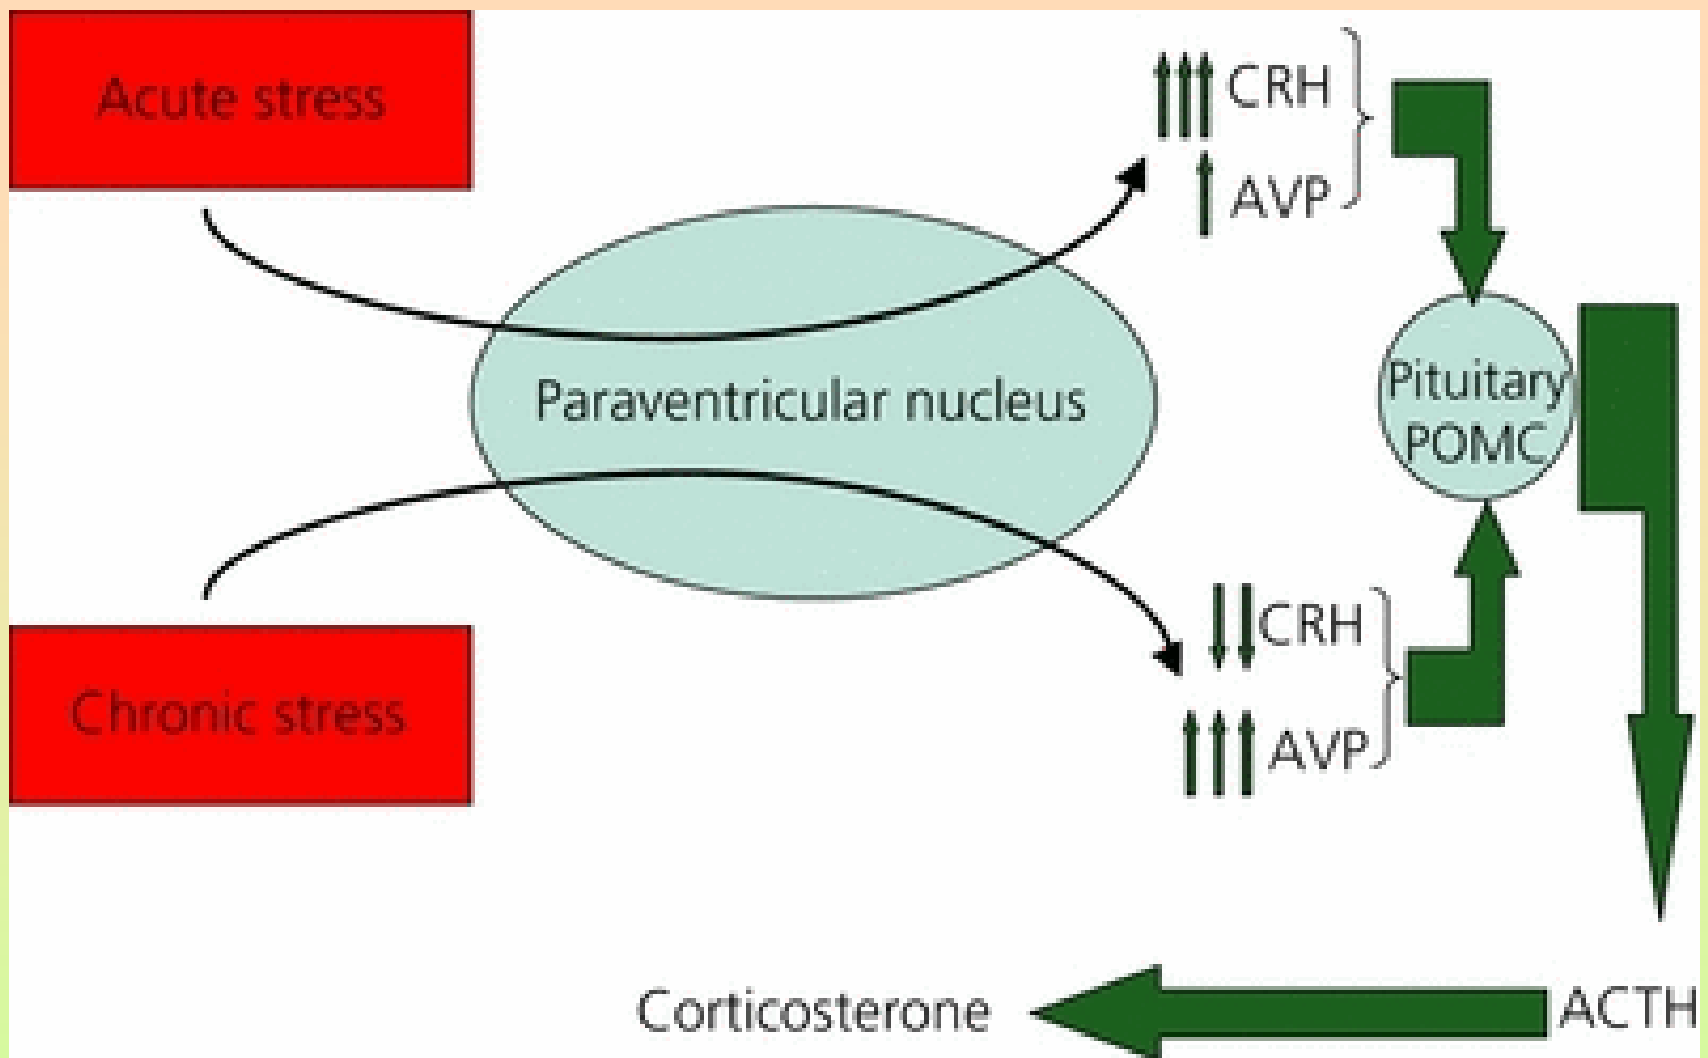 Acute stress
CRH
AVP
Paraventricular nucleus
Pituitary
POMC
CRH
Chronic stress
AVP
Corticosterone
ACTH